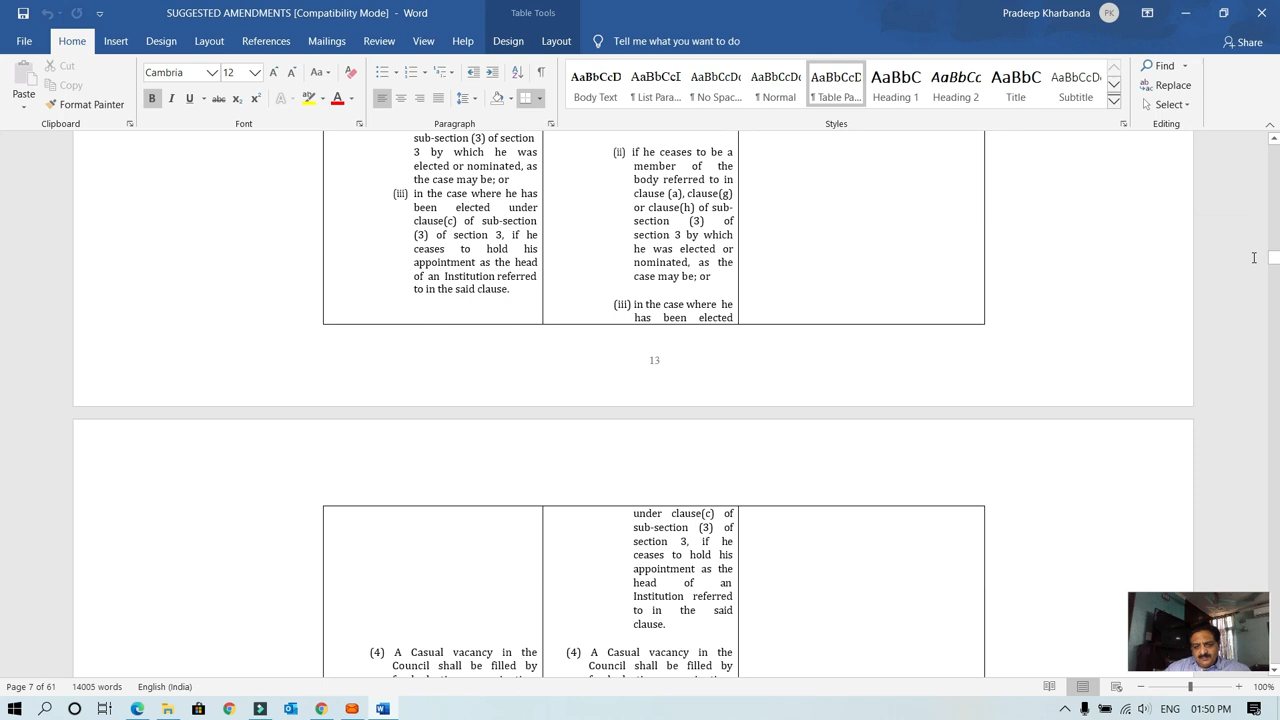 SUGGESTED AMENDMENTS [Compatibility Mode] - Word
Table Tools
Pradeep Kharbanda
PK
File Home Insert Design Layout References Mailings Review View Help Design Layout Tell me what you want to do
Share
Paste
Cut
Copy
Format Painter
Clipboard
Cambria 12
Font
Paragraph
AaBbCcD
Body Text
AaBbCcI
¶ List Para...
AaBbCcDc
¶ No Spac...
AaBbCcDc
¶ Normal
AaBbCcD
¶ Table Pa...
AaBbC
Heading 1
AaBbCc
Heading 2
AaBbC
Title
AaBbCcD
Subtitle
Styles
Find
Replace
Select
Editing
sub-section (3) of section
3 by which he was
elected or nominated, as
the case may be; or
(iii) in the case where he has
been elected under
clause(c) of sub-section
(3) of section 3, if he
ceases to hold his
appointment as the head
of an Institution referred
to in the said clause.
(ii) if he ceases to be a
member of the
body referred to in
clause (a), clause(g)
or clause(h) of sub-
section (3) of
section 3 by which
he was elected or
nominated, as the
case may be; or
(iii) in the case where he
has been elected
13
under clause(c) of
sub-section (3) of
section 3, if he
ceases to hold his
appointment as the
head of an
Institution referred
to in the said
clause.
(4) A Casual vacancy in the
Council shall be filled by
(4) A Casual vacancy in the
Council shall be filled by
Page 7 of 61
14005 words
English (India)
100%
ENG
01:50 PM